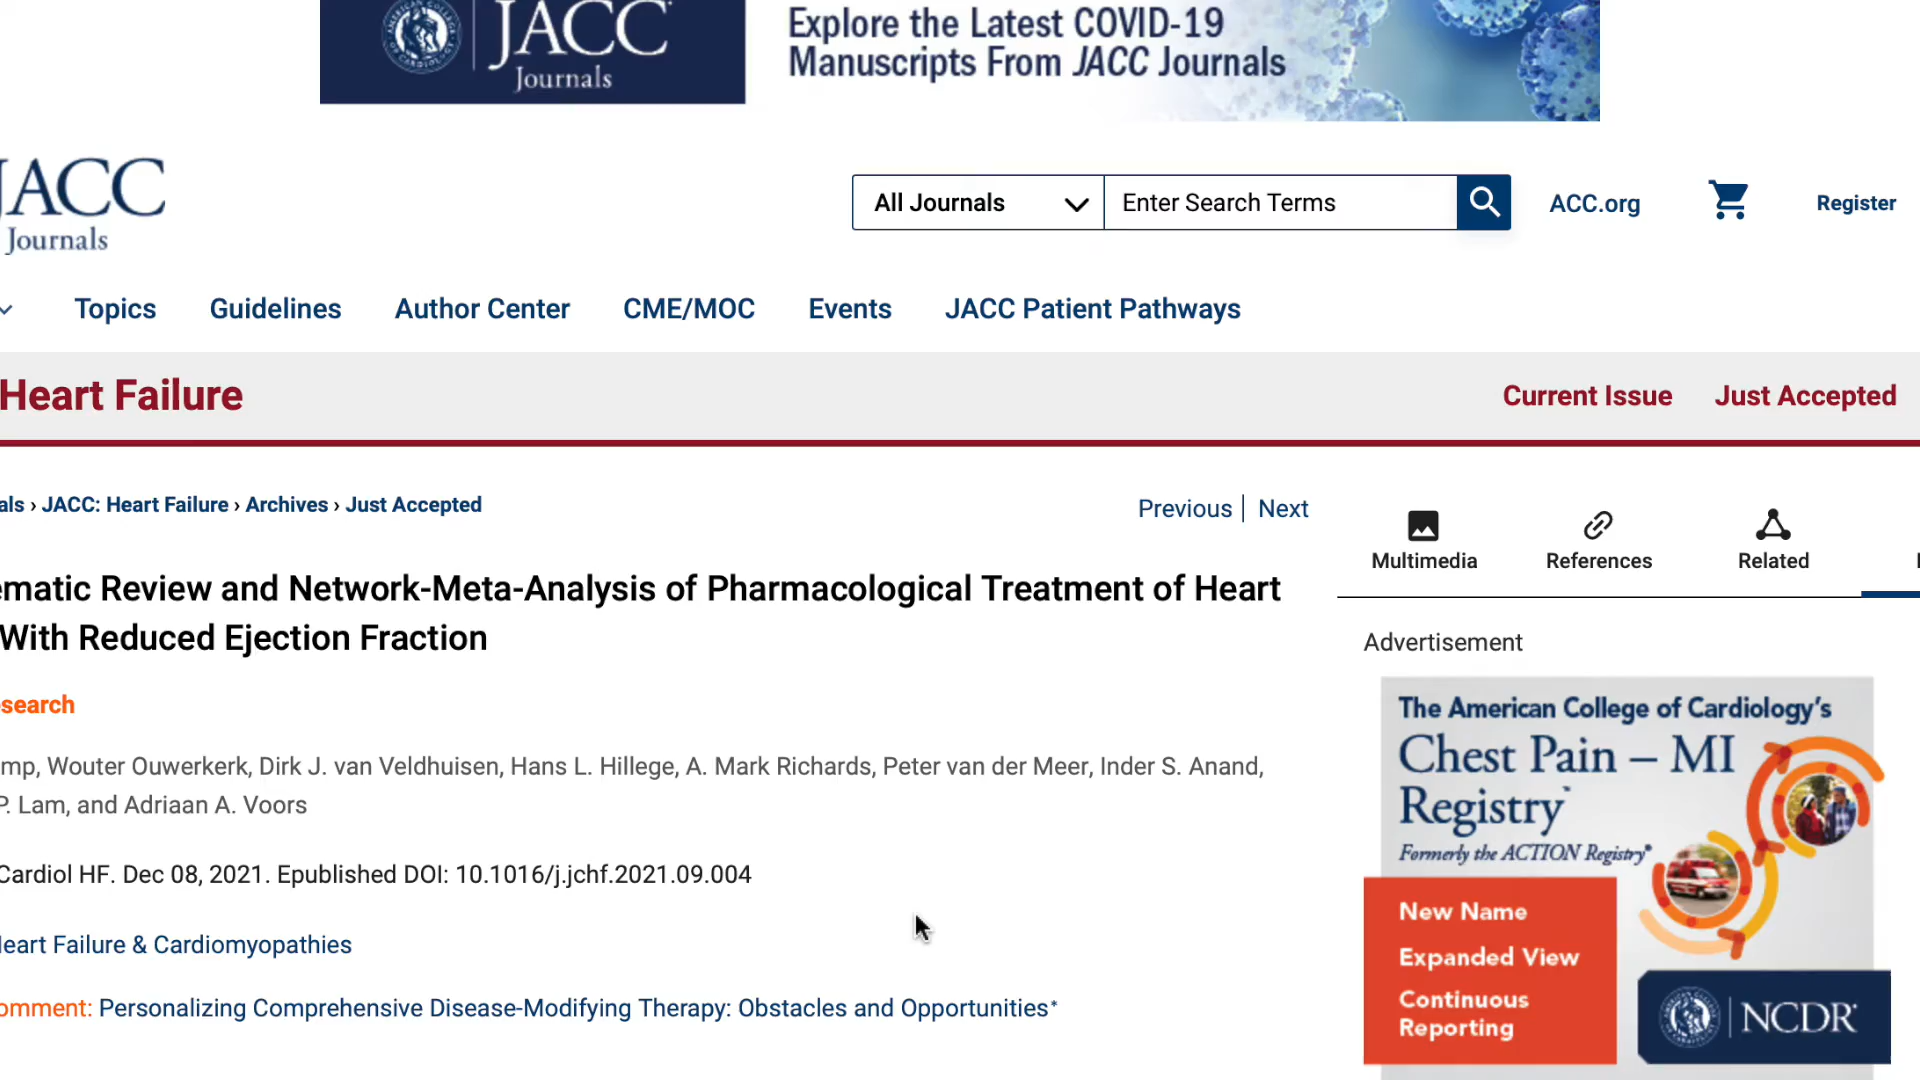 JACC
Journals
Explore the Latest COVID-19
Manuscripts From JACC Journals
JACC
Journals
All Journals
Enter Search Terms
ACC.org
Register
Topics
Guidelines
Author Center
CME/MOC
Events
JACC Patient Pathways
Heart Failure
Current Issue
Just Accepted
als › JACC: Heart Failure › Archives › Just Accepted
Previous | Next
Multimedia
References
Related
ematic Review and Network-Meta-Analysis of Pharmacological Treatment of Heart
With Reduced Ejection Fraction
search
mp, Wouter Ouwerkerk, Dirk J. van Veldhuisen, Hans L. Hillege, A. Mark Richards, Peter van der Meer, Inder S. Anand,
P. Lam, and Adriaan A. Voors
Cardiol HF. Dec 08, 2021. Epublished DOI: 10.1016/j.jchf.2021.09.004
Heart Failure & Cardiomyopathies
omment: Personalizing Comprehensive Disease-Modifying Therapy: Obstacles and Opportunities*
Advertisement
The American College of Cardiology's
Chest Pain – MI
Registry™
Formerly the ACTION Registry®
New Name
Expanded View
Continuous
Reporting
NCDR®